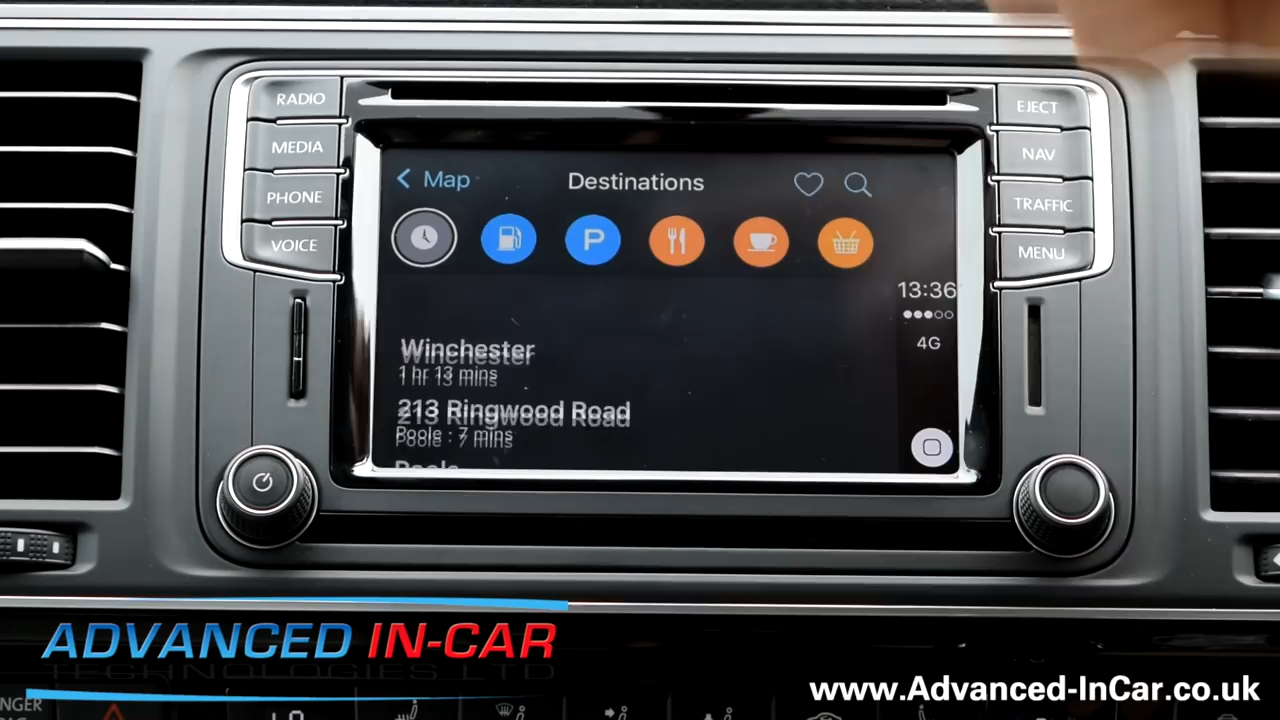 RADIO
MEDIA
PHONE
VOICE
EJECT
NAV
TRAFFIC
MENU
Map
Destinations
P
13:36
4G
Winchester
1 hr 13 mins
213 Ringwood Road
Poole : 7 mins
Poole
ADVANCED IN-CAR
TECHNOLOGIES LTD
www.Advanced-InCar.co.uk